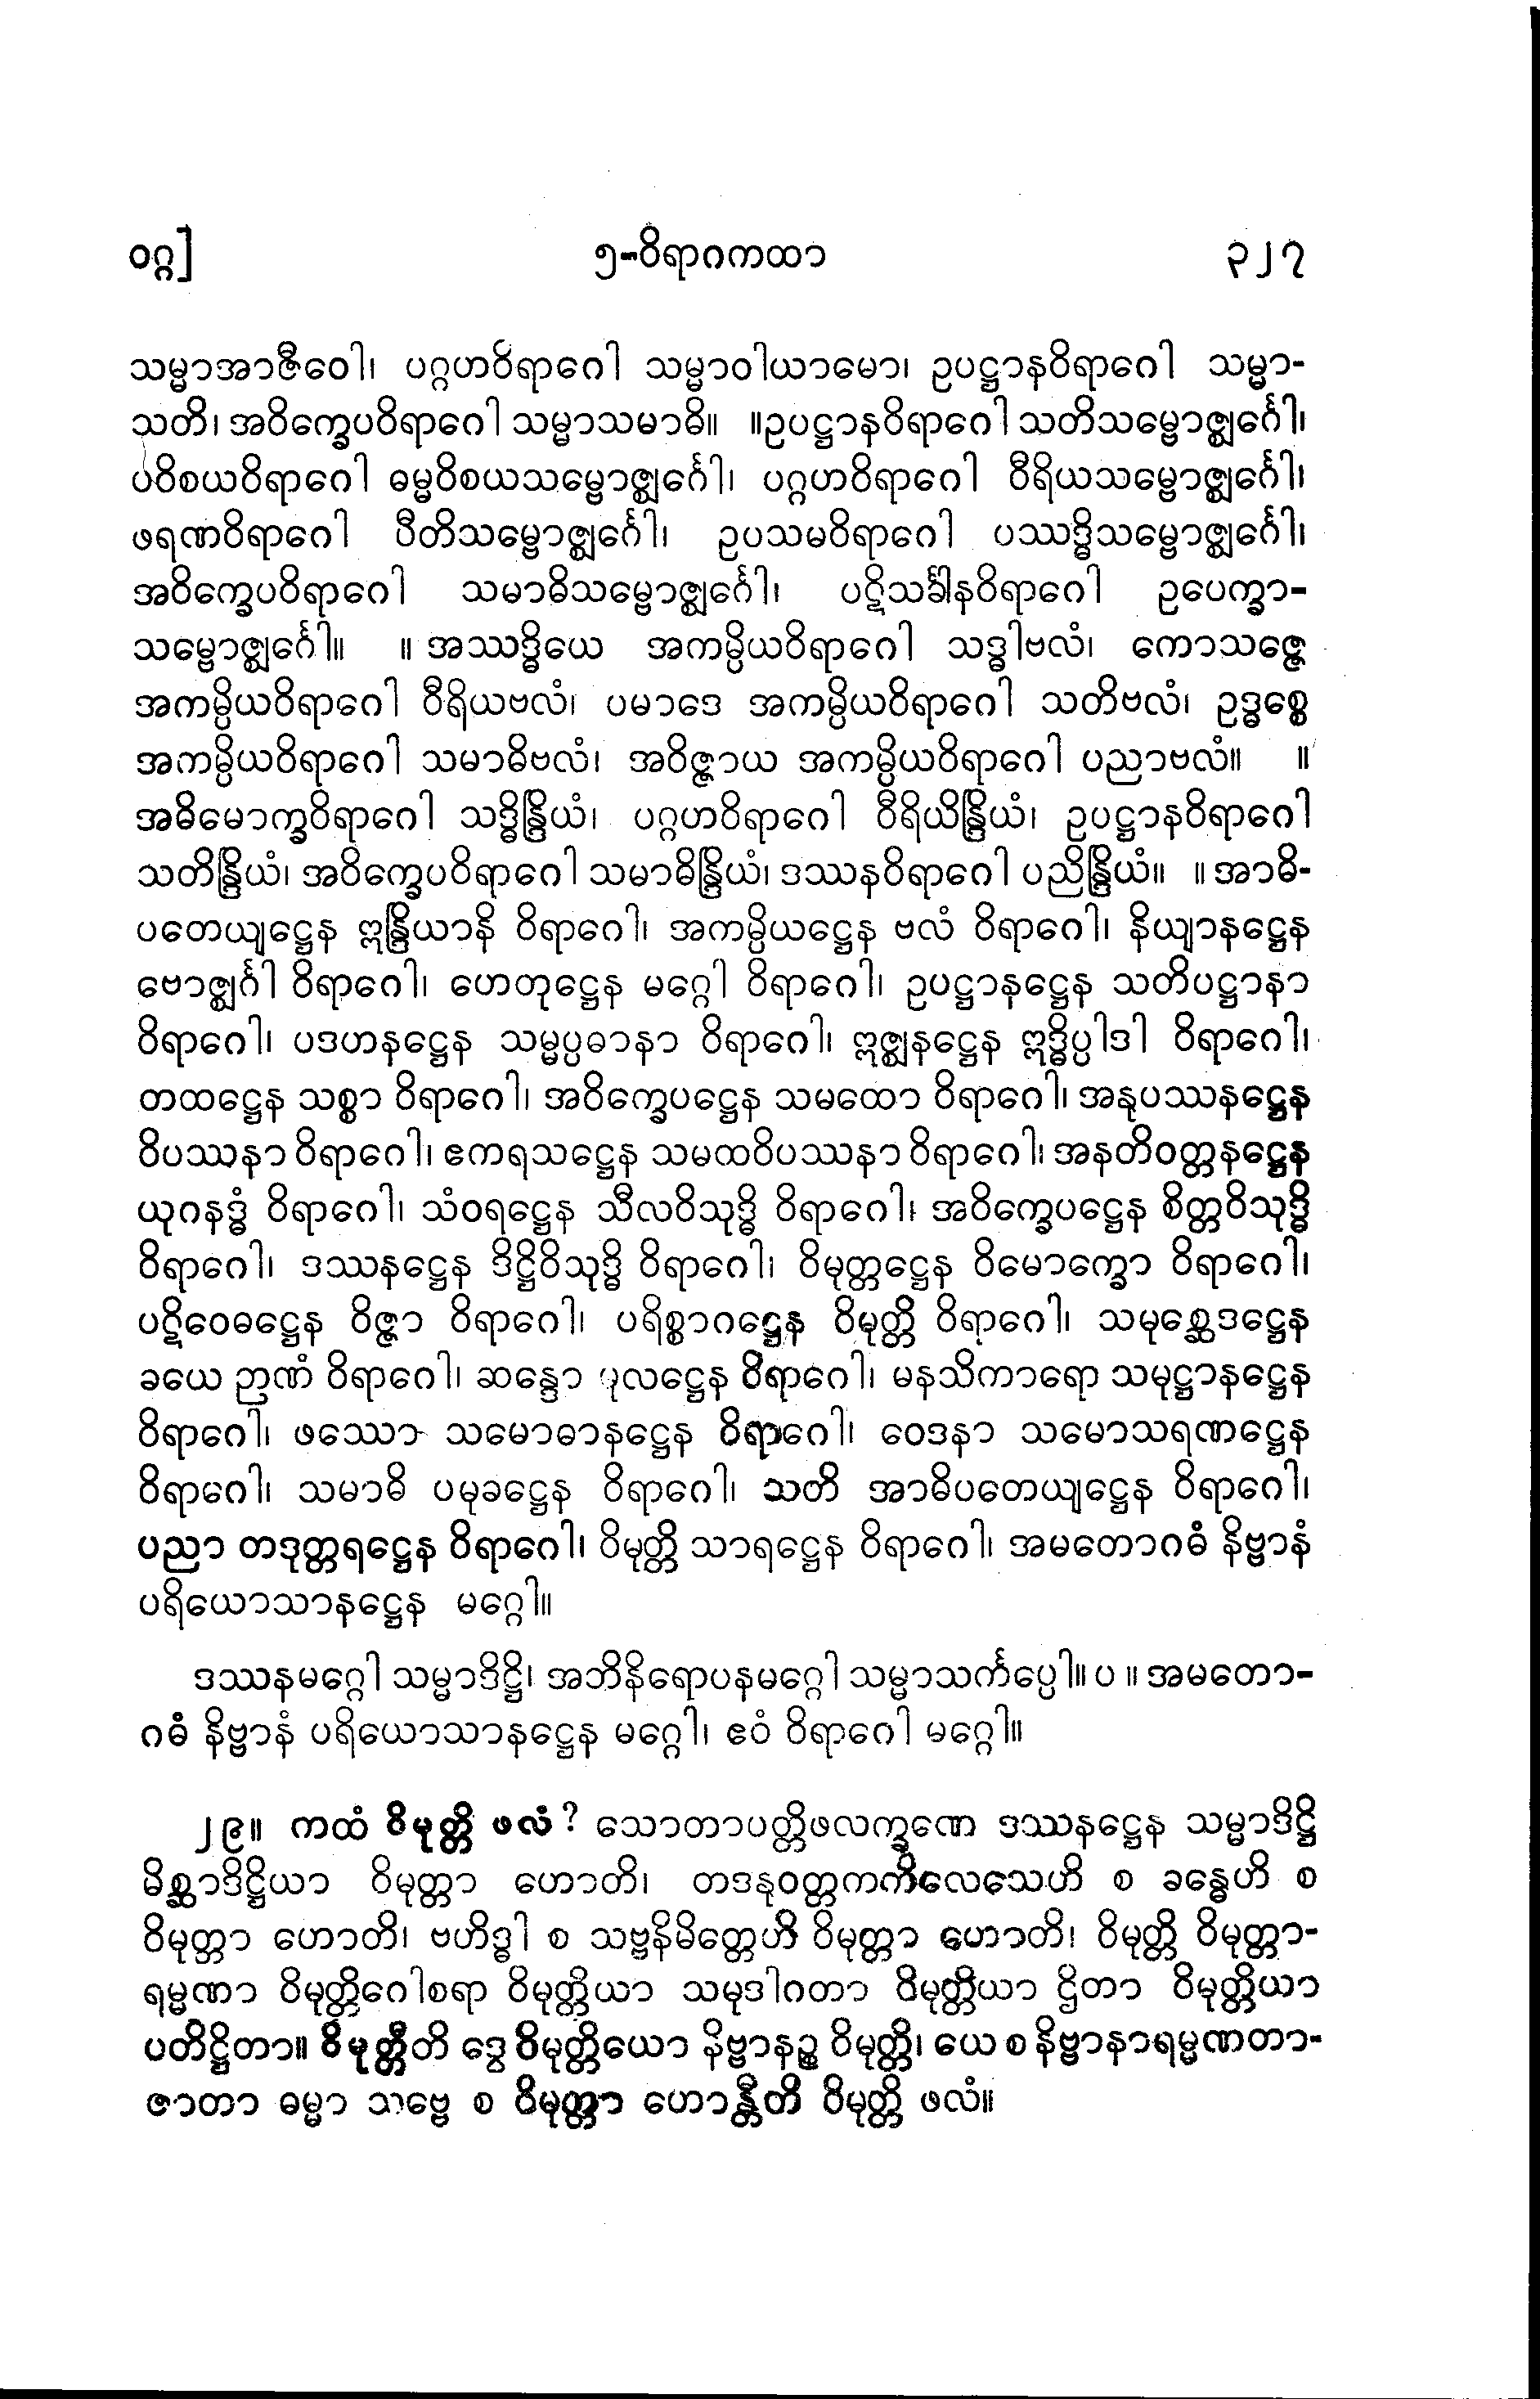 ဝဂ္ဂ] ၅-ဝိရာဂကထာ ၃၂၇
သမ္မာအာဇီဝေါ၊ ပဂ္ဂဟဝိရာဂေါ သမ္မာဝါယာမော၊ ဥပဋ္ဌာနဝိရာဂေါ သမ္မာ-
သတိ၊ အဝိက္ခေပဝိရာဂေါ သမ္မာသမာဓိ။ ။ဥပဋ္ဌာနဝိရာဂေါ သတိသမ္ဗောဇ္ဈင်္ဂေါ၊
ပဝိစယဝိရာဂေါ ဓမ္မဝိစယသမ္ဗောဇ္ဈင်္ဂေါ၊ ပဂ္ဂဟဝိရာဂေါ ဝီရိယသမ္ဗောဇ္ဈင်္ဂေါ၊
ဖရဏဝိရာဂေါ ပီတိသမ္ဗောဇ္ဈင်္ဂေါ၊ ဥပသမဝိရာဂေါ ပဿဒ္ဓိသမ္ဗောဇ္ဈင်္ဂေါ၊
အဝိက္ခေပဝိရာဂေါ သမာဓိသမ္ဗောဇ္ဈင်္ဂေါ၊ ပဋိသင်္ခါနဝိရာဂေါ ဥပေက္ခာ-
သမ္ဗောဇ္ဈင်္ဂေါ။ ။ အဿဒ္ဓိယေ အကမ္ပိယဝိရာဂေါ သဒ္ဓါဗလံ၊ ကောသဇ္ဇေ
အကမ္ပိယဝိရာဂေါ ဝီရိယဗလံ၊ ပမာဒေ အကမ္ပိယဝိရာဂေါ သတိဗလံ၊ ဥဒ္ဓစ္စေ
အကမ္ပိယဝိရာဂေါ သမာဓိဗလံ၊ အဝိဇ္ဇာယ အကမ္ပိယဝိရာဂေါ ပညာဗလံ။ ။
အဓိမောက္ခဝိရာဂေါ သဒ္ဓိန္ဒြိယံ၊ ပဂ္ဂဟဝိရာဂေါ ဝီရိယိန္ဒြိယံ၊ ဥပဋ္ဌာနဝိရာဂေါ
သတိန္ဒြိယံ၊ အဝိက္ခေပဝိရာဂေါ သမာဓိန္ဒြိယံ၊ ဒဿနဝိရာဂေါ ပညိန္ဒြိယံ။ ။ အာဓိ-
ပတေယျဋ္ဌေန ဣန္ဒြိယာနိ ဝိရာဂေါ၊ အကမ္ပိယဋ္ဌေန ဗလံ ဝိရာဂေါ၊ နိယျာနဋ္ဌေန
ဗောဇ္ဈင်္ဂါ ဝိရာဂေါ၊ ဟေတုဋ္ဌေန မဂ္ဂေါ ဝိရာဂေါ၊ ဥပဋ္ဌာနဋ္ဌေန သတိပဋ္ဌာနာ
ဝိရာဂေါ၊ ပဒဟနဋ္ဌေန သမ္မပ္ပဓာနာ ဝိရာဂေါ၊ ဣဇ္ဈနဋ္ဌေန ဣဒ္ဓိပ္ပါဒါ ဝိရာဂေါ၊
တထဋ္ဌေန သစ္စာ ဝိရာဂေါ၊ အဝိက္ခေပဋ္ဌေန သမထော ဝိရာဂေါ၊ အနုပဿနဋ္ဌေန
ဝိပဿနာ ဝိရာဂေါ၊ ဧကရသဋ္ဌေန သမထဝိပဿနာ ဝိရာဂေါ၊ အနတိဝတ္တနဋ္ဌေန
ယုဂနဒ္ဓံ ဝိရာဂေါ၊ သံဝရဋ္ဌေန သီလဝိသုဒ္ဓိ ဝိရာဂေါ၊ အဝိက္ခေပဋ္ဌေန စိတ္တဝိသုဒ္ဓိ
ဝိရာဂေါ၊ ဒဿနဋ္ဌေန ဒိဋ္ဌိဝိသုဒ္ဓိ ဝိရာဂေါ၊ ဝိမုတ္တဋ္ဌေန ဝိမောက္ခော ဝိရာဂေါ၊
ပဋိဝေဓဋ္ဌေန ဝိဇ္ဇာ ဝိရာဂေါ၊ ပရိစ္စာဂဋ္ဌေန ဝိမုတ္တိ ဝိရာဂေါ၊ သမုစ္ဆေဒဋ္ဌေန
ခယေ ဉာဏံ ဝိရာဂေါ၊ ဆန္ဒော မူလဋ္ဌေန ဝိရာဂေါ၊ မနသိကာရော သမုဋ္ဌာနဋ္ဌေန
ဝိရာဂေါ၊ ဖဿော သမောဓာနဋ္ဌေန ဝိရာဂေါ၊ ဝေဒနာ သမောသရဏဋ္ဌေန
ဝိရာဂေါ၊ သမာဓိ ပမုခဋ္ဌေန ဝိရာဂေါ၊ သတိ အာဓိပတေယျဋ္ဌေန ဝိရာဂေါ၊
ပညာ တဒုတ္တရဋ္ဌေန ဝိရာဂေါ၊ ဝိမုတ္တိ သာရဋ္ဌေန ဝိရာဂေါ၊ အမတောဂဓံ နိဗ္ဗာနံ
ပရိယောသာနဋ္ဌေန မဂ္ဂေါ။
ဒဿနမဂ္ဂေါ သမ္မာဒိဋ္ဌိ၊ အဘိနိရောပနမဂ္ဂေါ သမ္မာသင်္ကပ္ပေါ။ ပ ။ အမတော-
ဂဓံ နိဗ္ဗာနံ ပရိယောသာနဋ္ဌေန မဂ္ဂေါ၊ ဧဝံ ဝိရာဂေါ မဂ္ဂေါ။
၂၉။ ကထံ ဝိမုတ္တိ ဖလံ? သောတာပတ္တိဖလက္ခဏေ ဒဿနဋ္ဌေန သမ္မာဒိဋ္ဌိ
မိစ္ဆာဒိဋ္ဌိယာ ဝိမုတ္တာ ဟောတိ၊ တဒနုဝတ္တကကိလေသေဟိ စ ခန္ဓေဟိ စ
ဝိမုတ္တာ ဟောတိ၊ ဗဟိဒ္ဓါ စ သဗ္ဗနိမိတ္တေဟိ ဝိမုတ္တာ ဟောတိ၊ ဝိမုတ္တိ ဝိမုတ္တာ-
ရမ္မဏာ ဝိမုတ္တိဂေါစရာ ဝိမုတ္တိယာ သမုဒါဂတာ ဝိမုတ္တိယာ ဌိတာ ဝိမုတ္တိယာ
ပတိဋ္ဌိတာ။ ဝိမုတ္တီတိ ဒွေ ဝိမုတ္တိယော နိဗ္ဗာနဉ္စ ဝိမုတ္တိ၊ ယေ စ နိဗ္ဗာနာရမ္မဏတာ-
ဇာတာ ဓမ္မာ သဗ္ဗေ စ ဝိမုတ္တာ ဟောန္တီတိ ဝိမုတ္တိ ဖလံ။